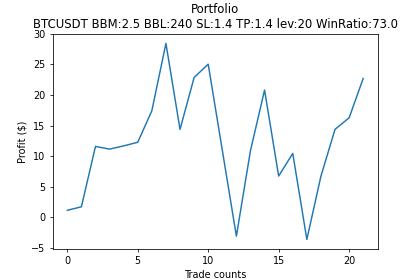 Portfolio
BTCUSDT BBM:2.5 BBL:240 SL:1.4 TP:1.4 lev:20 WinRatio:73.0
30
25
20
15
10
5
0
−5
Profit ($)
0 5 10 15 20
Trade counts